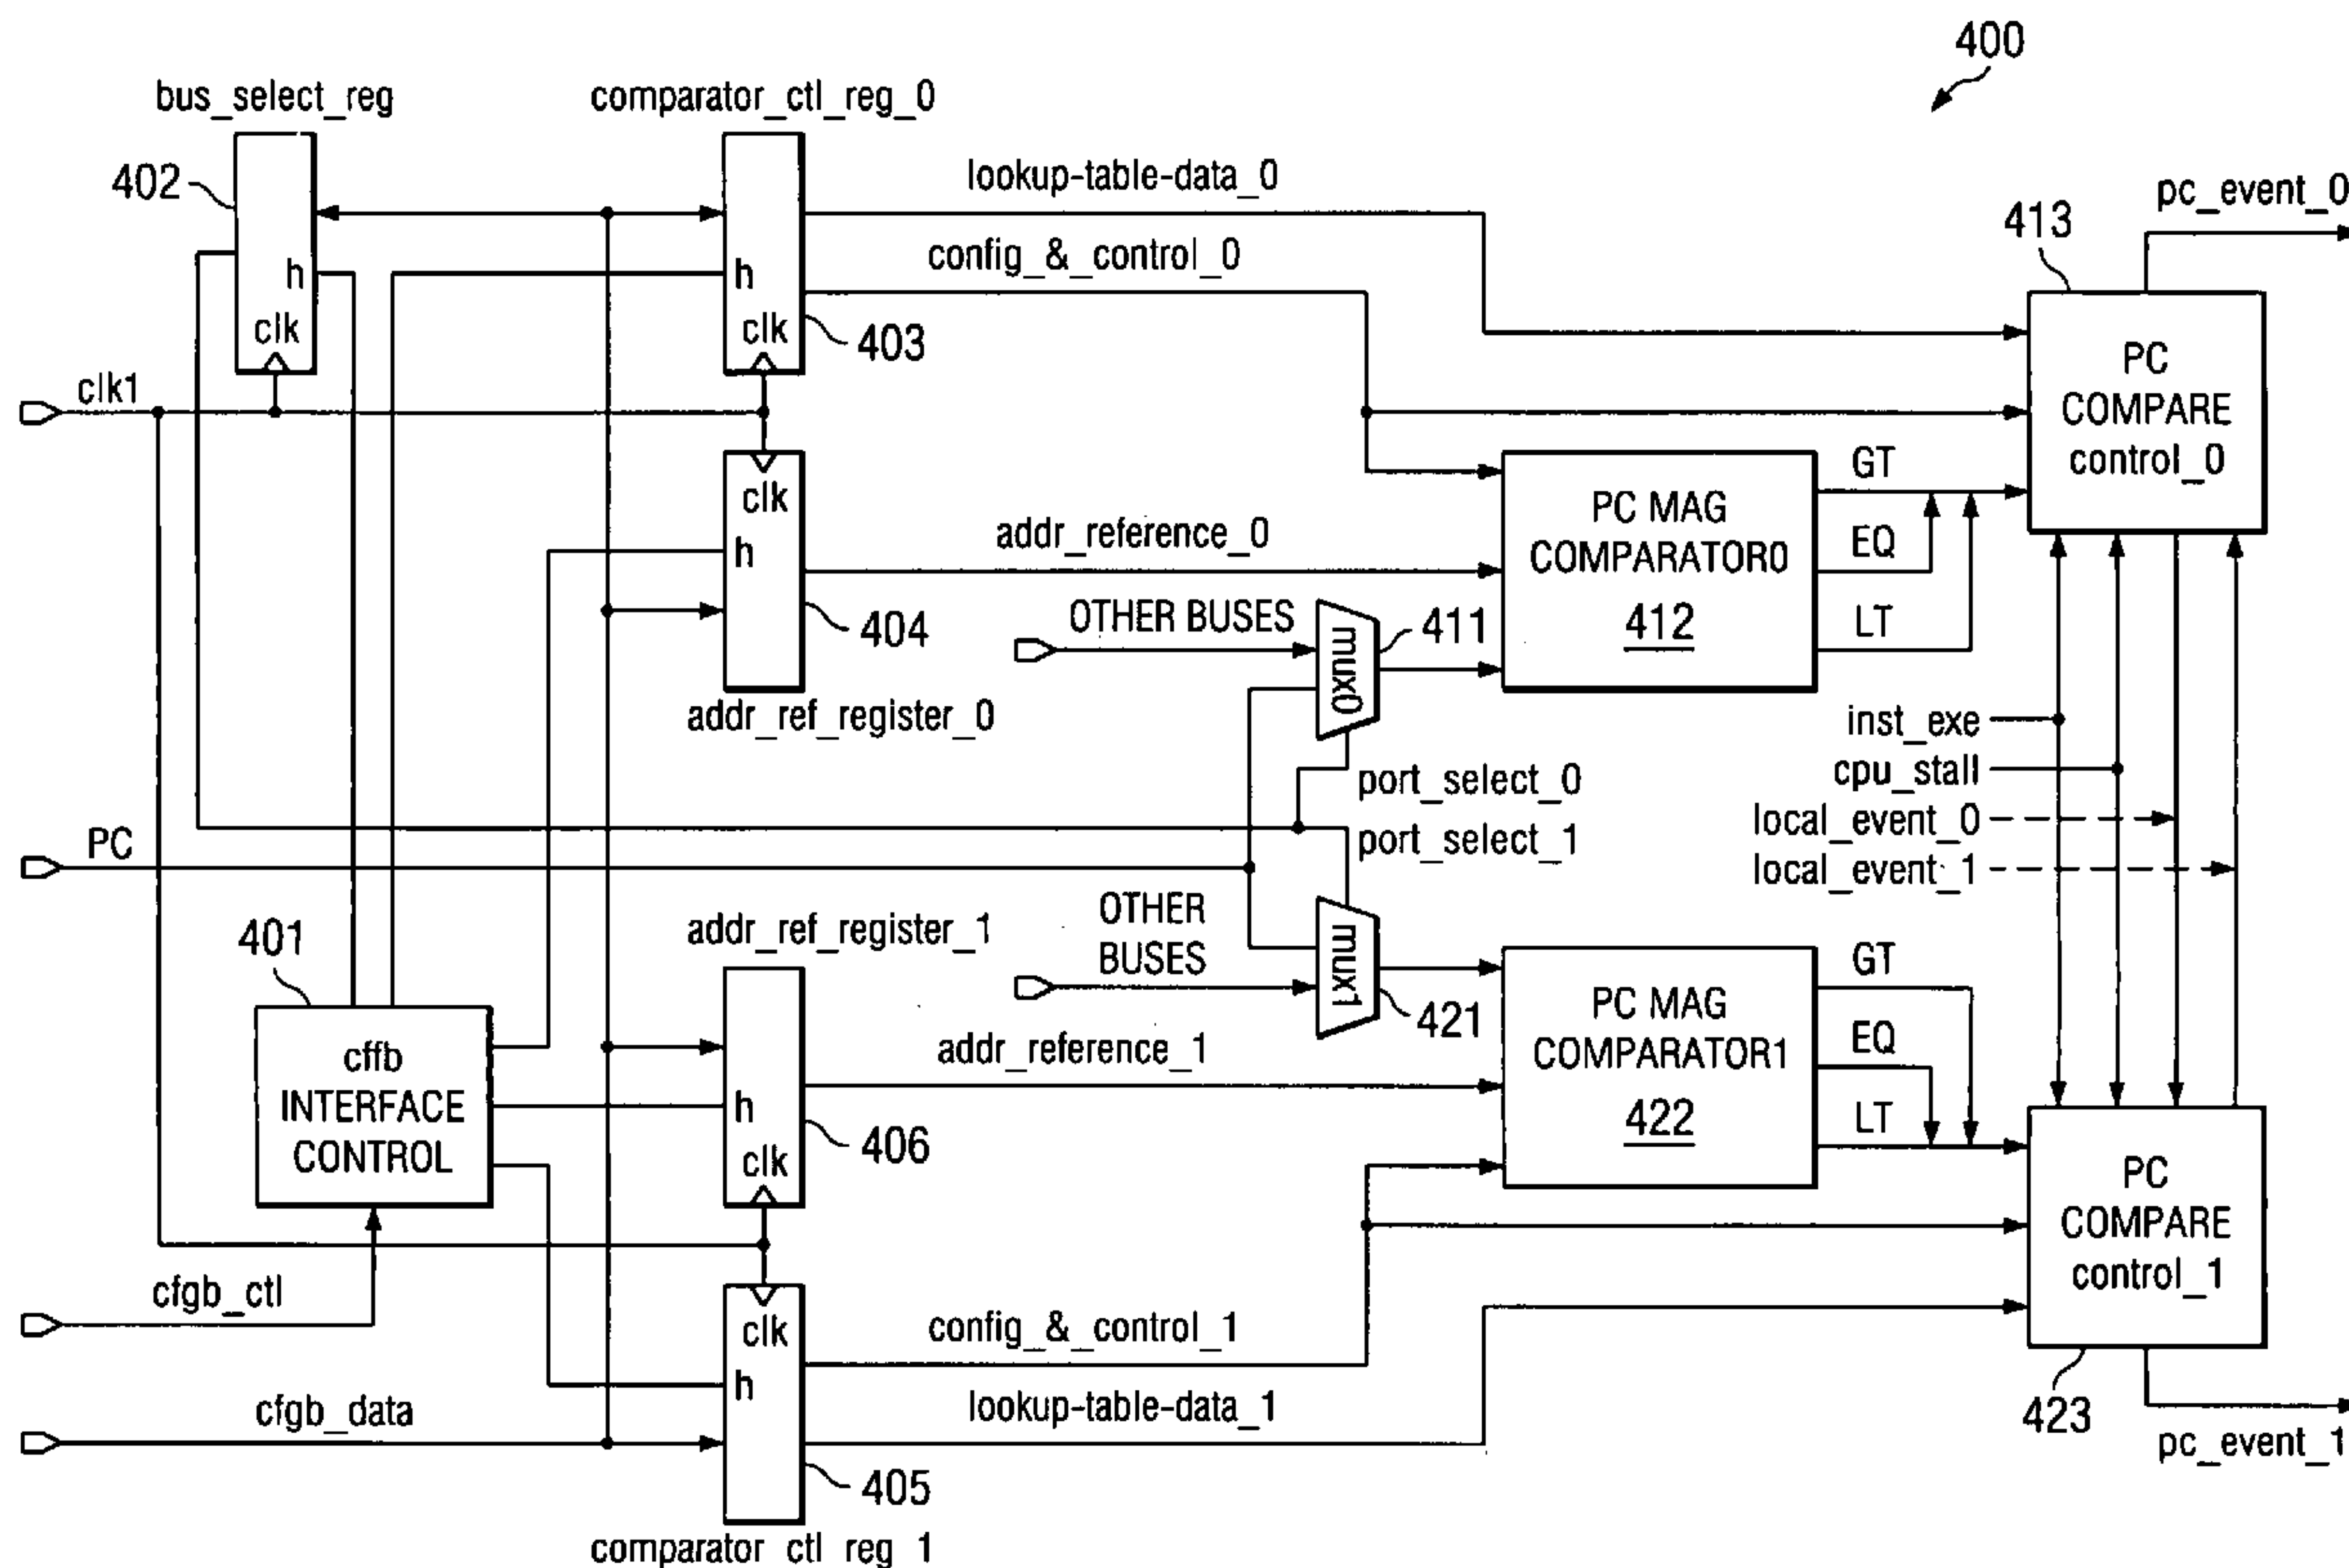 400
bus_select_reg
comparator_ctl_reg_0
402
h
clk
h
clk
403
lookup-table-data_0
config_&_control_0
413
pc_event_0
PC
COMPARE
control_0
clk1
clk
h
404
addr_ref_register_0
addr_reference_0
OTHER BUSES
mux0
411
PC MAG
COMPARATOR0
412
GT
EQ
LT
inst_exe
cpu_stall
local_event_0
local_event_1
port_select_0
port_select_1
PC
401
cffb
INTERFACE
CONTROL
addr_ref_register_1
h
clk
406
OTHER
BUSES
mux1
421
addr_reference_1
PC MAG
COMPARATOR1
422
GT
EQ
LT
PC
COMPARE
control_1
423
pc_event_1
cfgb_ctl
cfgb_data
clk
h
405
comparator_ctl_reg_1
config_&_control_1
lookup-table-data_1